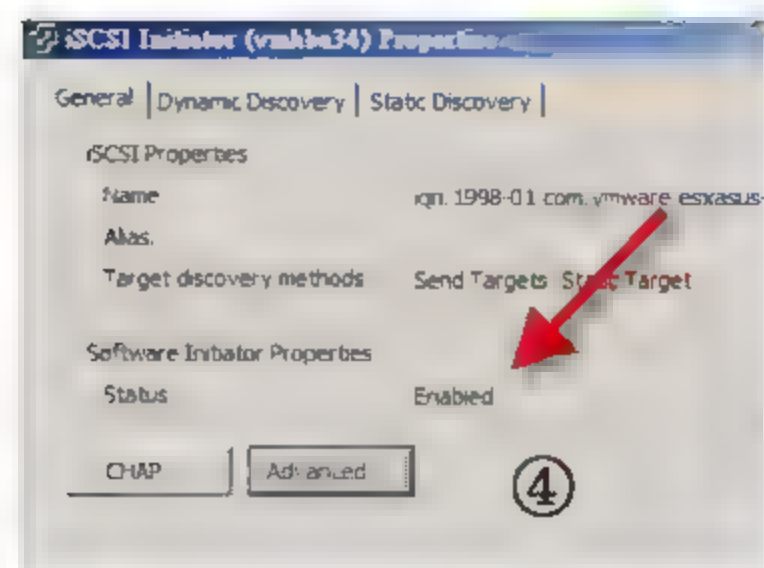 iSCSI Initiator (vmhba34) Properties
General Dynamic Discovery Static Discovery
iSCSI Properties
Name iqn.1998-01.com.vmware:esxasus-
Alias:
Target discovery methods Send Targets Static Target
Software Initiator Properties
Status Enabled
CHAP Advanced
④